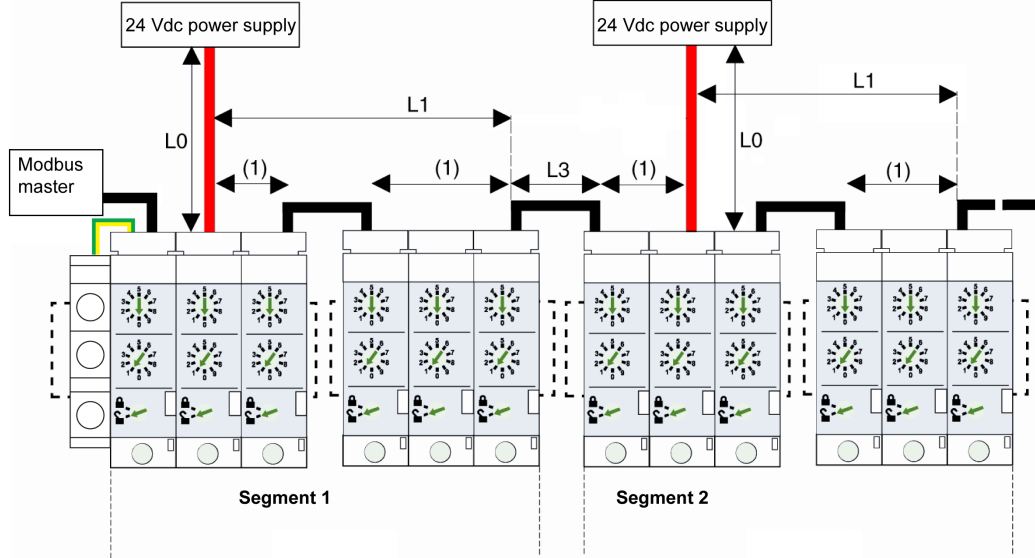 24 Vdc power supply
24 Vdc power supply
L1
L1
L0
L0
Modbus
master
(1)
(1)
L3
(1)
(1)
Segment 1
Segment 2